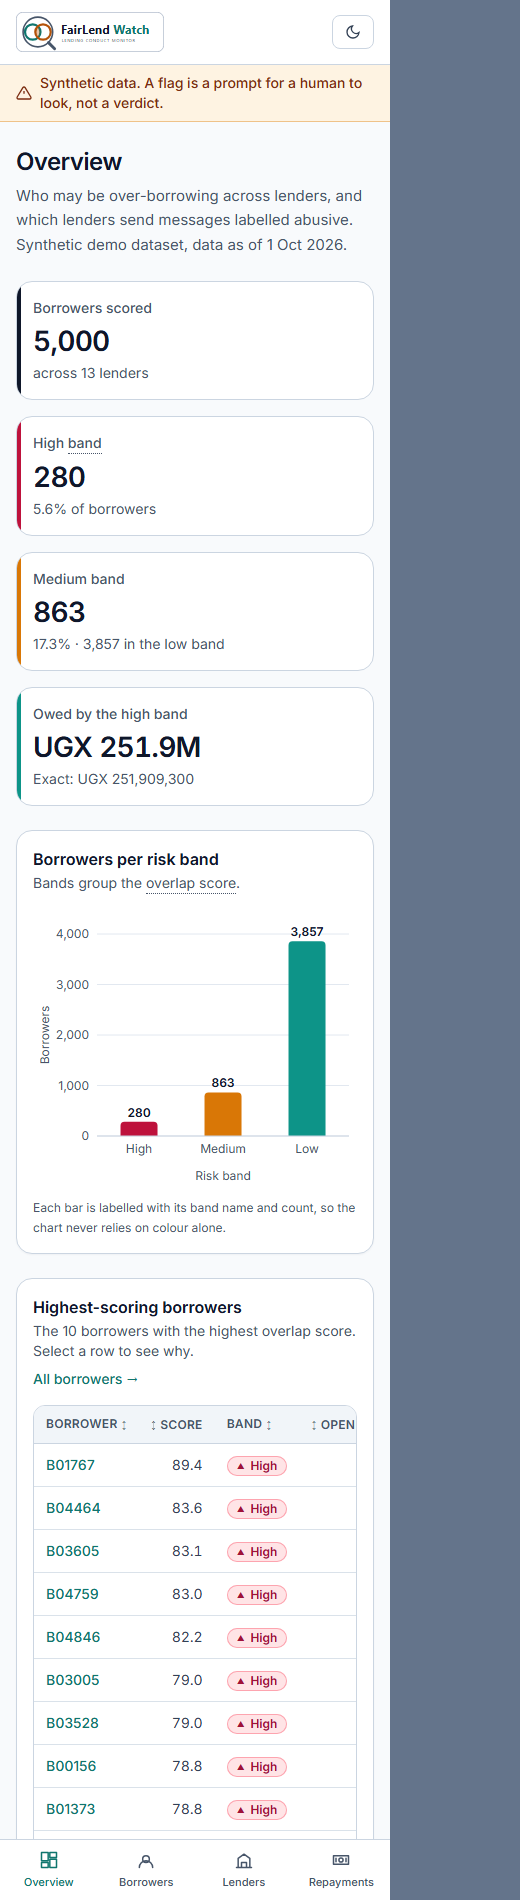 FairLend Watch
LENDING CONDUCT MONITOR
Synthetic data. A flag is a prompt for a human to
look, not a verdict.
Overview
Who may be over-borrowing across lenders, and
which lenders send messages labelled abusive.
Synthetic demo dataset, data as of 1 Oct 2026.
Borrowers scored
5,000
across 13 lenders
High band
280
5.6% of borrowers
Medium band
863
17.3% · 3,857 in the low band
Owed by the high band
UGX 251.9M
Exact: UGX 251,909,300
Borrowers per risk band
Bands group the overlap score.
Borrowers
4,000
3,000
2,000
1,000
0
280
863
3,857
High Medium Low
Risk band
Each bar is labelled with its band name and count, so the
chart never relies on colour alone.
Highest-scoring borrowers
The 10 borrowers with the highest overlap score.
Select a row to see why.
All borrowers →
BORROWER ↕ ↕ SCORE BAND ↕ ↕ OPEN
B01767 89.4 ▲ High
B04464 83.6 ▲ High
B03605 83.1 ▲ High
B04759 83.0 ▲ High
B04846 82.2 ▲ High
B03005 79.0 ▲ High
B03528 79.0 ▲ High
B00156 78.8 ▲ High
B01373 78.8 ▲ High
Overview Borrowers Lenders Repayments